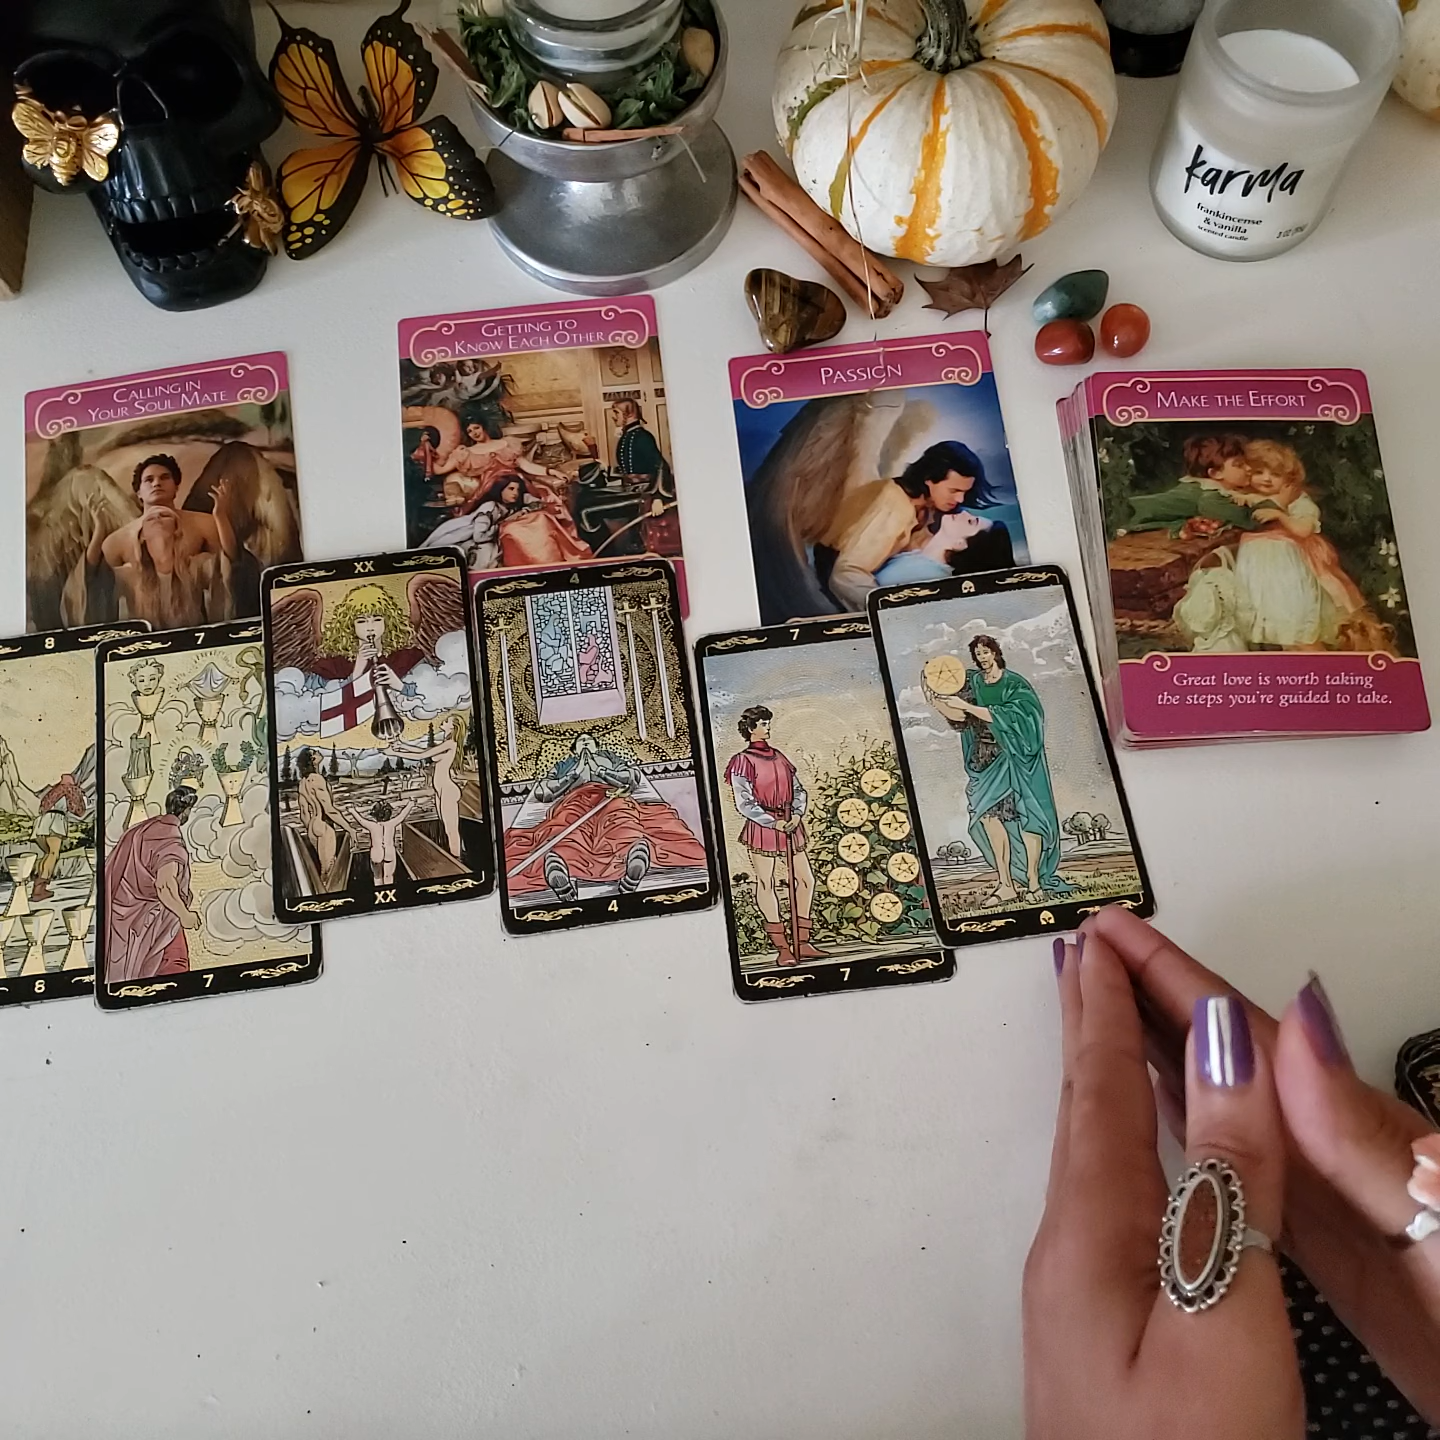 karma
frankincense
& vanilla
scented candle
3 OZ
Getting to
Know Each Other
Calling in
Your Soul Mate
Passion
Make the Effort
Great love is worth taking
the steps you're guided to take.
8
7
XX
4
7
8
7
XX
4
7